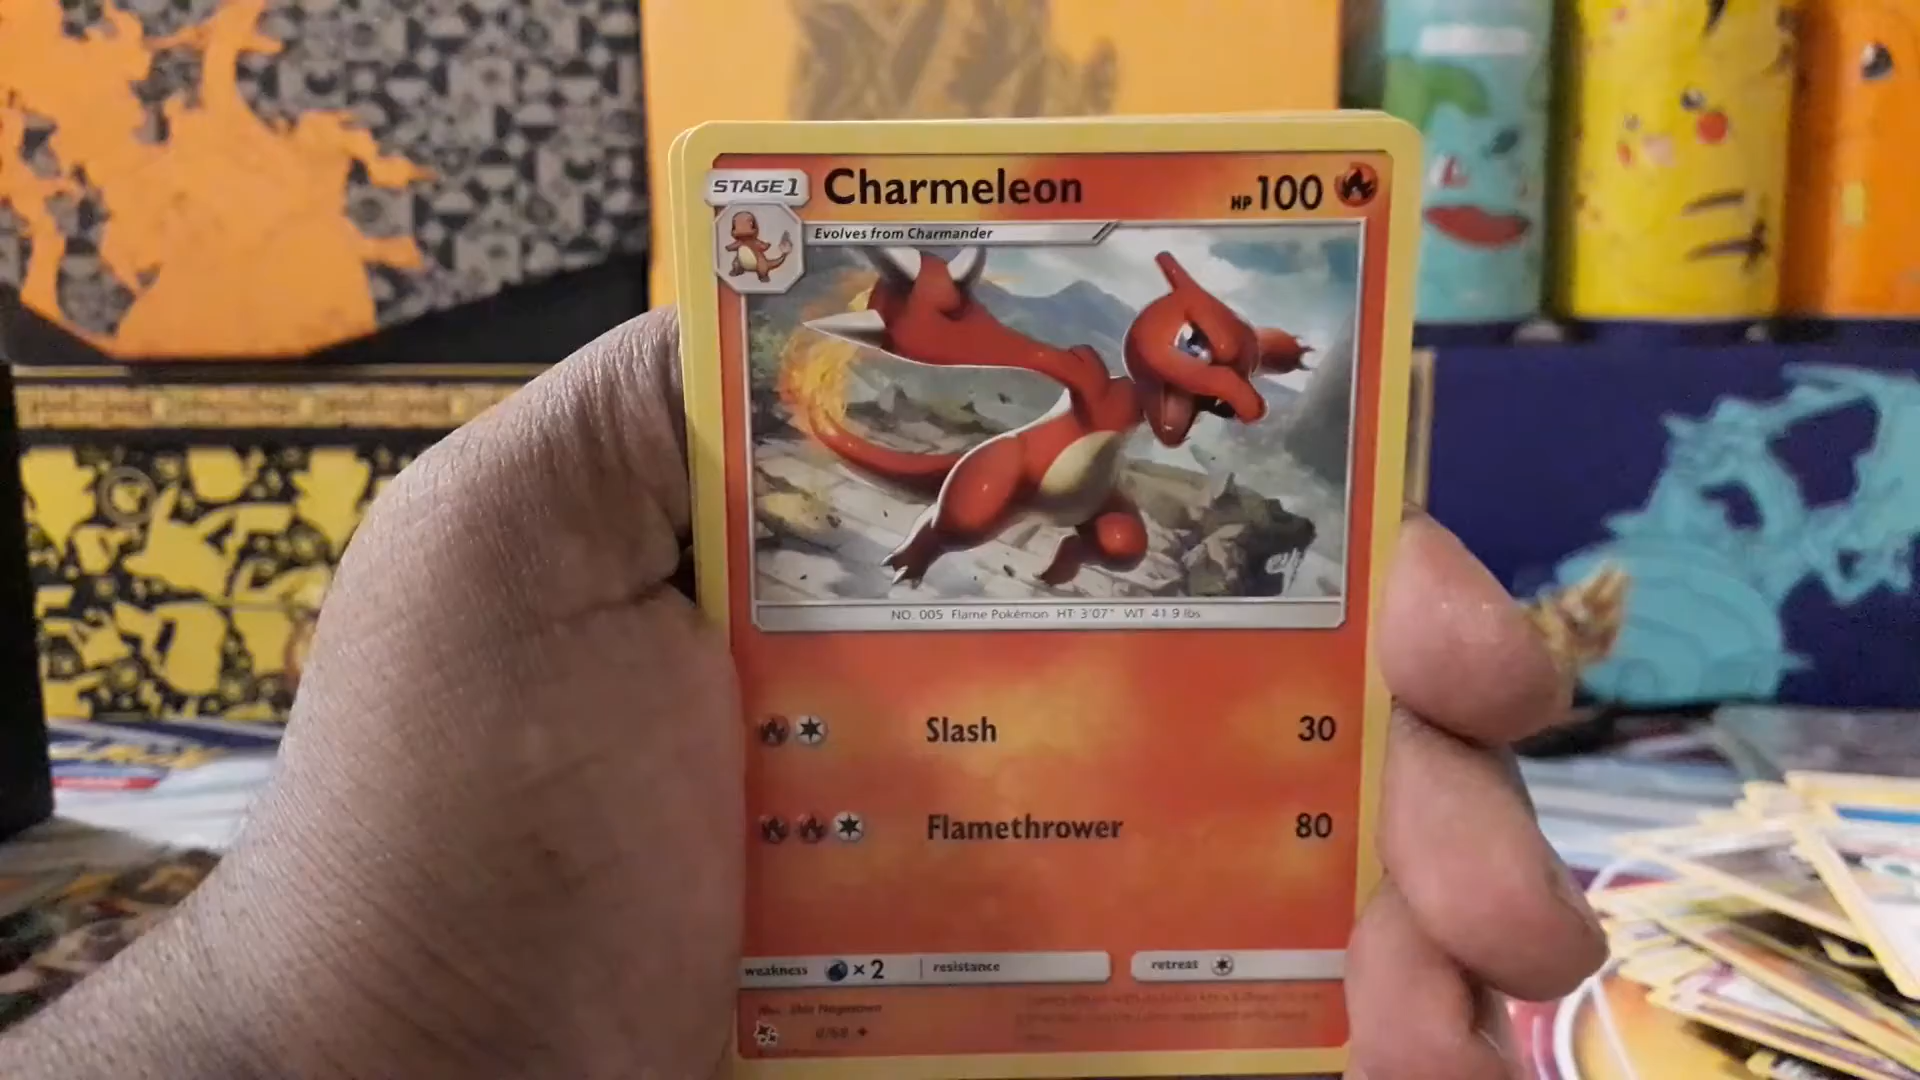 STAGE 1 Charmeleon HP 100
Evolves from Charmander
NO. 005 Flame Pokémon HT: 3'07" WT: 41.9 lbs
Slash 30
Flamethrower 80
weakness ×2 resistance retreat